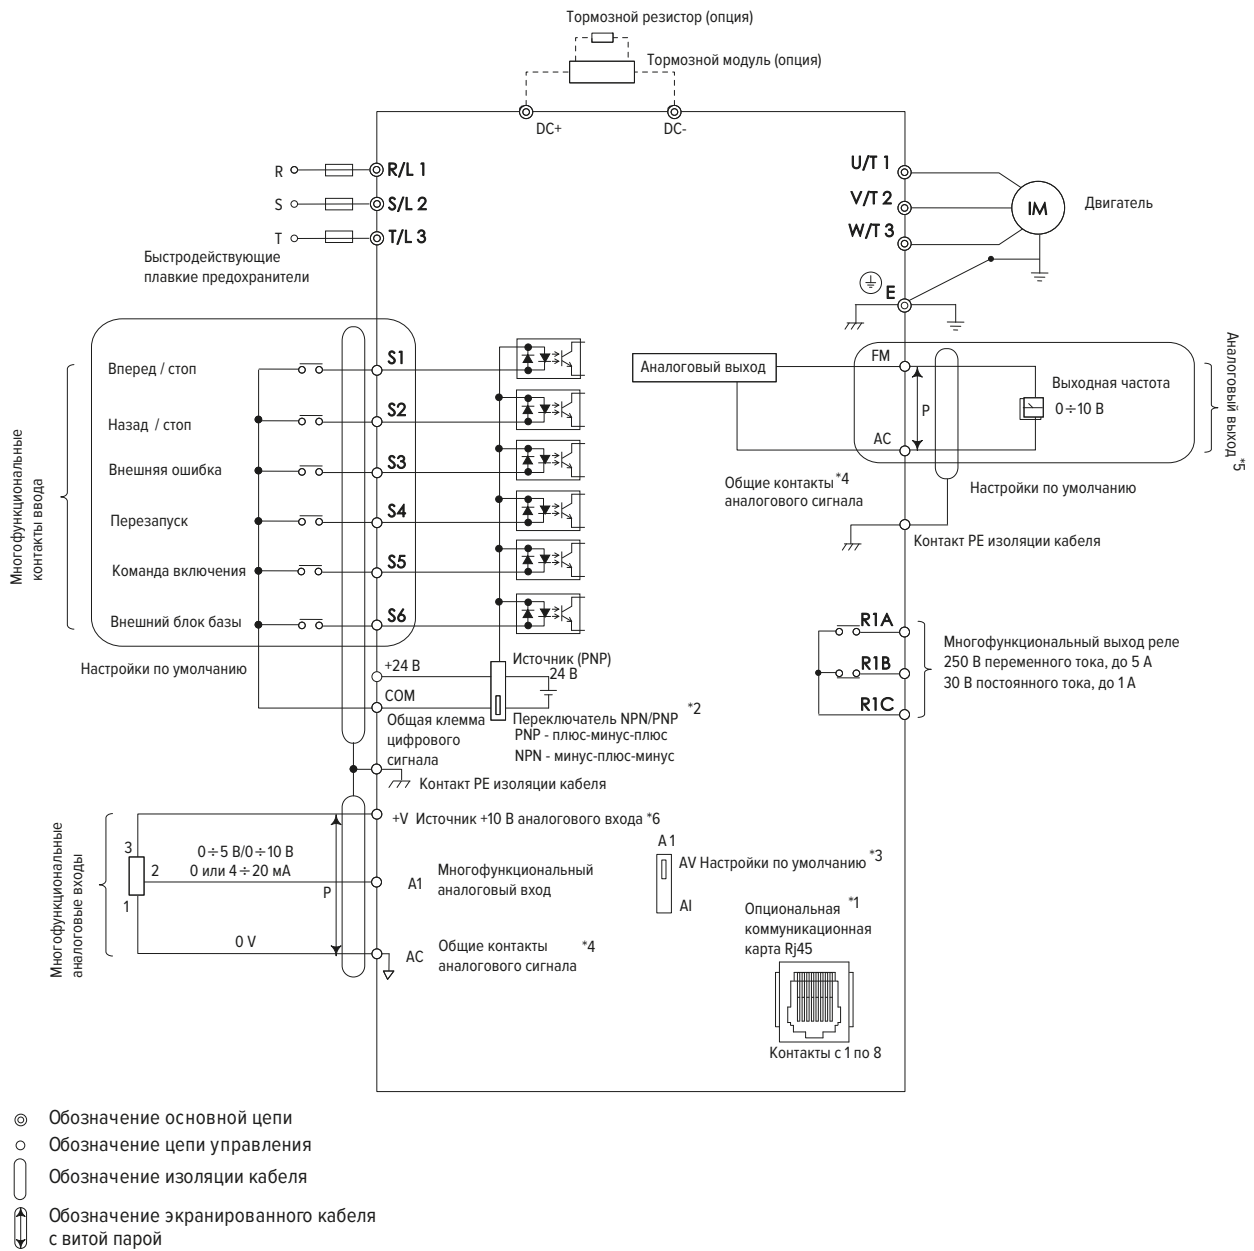 Тормозной резистор (опция)
Тормозной модуль (опция)
DC+
DC-
R
R/L 1
S
S/L 2
T
T/L 3
Быстродействующие
плавкие предохранители
U/T 1
V/T 2
W/T 3
IM
Двигатель
E
Многофункциональные
контакты ввода
Вперед / стоп
S1
Назад / стоп
S2
Внешняя ошибка
S3
Перезапуск
S4
Команда включения
S5
Внешний блок базы
S6
Настройки по умолчанию
+24 В
COM
Общая клемма
цифрового
сигнала
Источник (PNP)
24 В
Переключатель NPN/PNP *2
PNP - плюс-минус-плюс
NPN - минус-плюс-минус
Контакт PE изоляции кабеля
Аналоговый выход
FM
AC
P
Выходная частота
0÷10 В
Аналоговый выход *5
Общие контакты *4
аналогового сигнала
Настройки по умолчанию
Контакт PE изоляции кабеля
R1A
R1B
R1C
Многофункциональный выход реле
250 В переменного тока, до 5 А
30 В постоянного тока, до 1 А
Многофункциональные
аналоговые входы
3
2
1
0÷5 В/0÷10 В
0 или 4÷20 мА
0 V
P
+V Источник +10 В аналогового входа *6
A1
Многофункциональный
аналоговый вход
AC
Общие контакты *4
аналогового сигнала
A 1
AV Настройки по умолчанию *3
AI
Опциональная *1
коммуникационная
карта Rj45
Контакты с 1 по 8
Обозначение основной цепи
Обозначение цепи управления
Обозначение изоляции кабеля
Обозначение экранированного кабеля
с витой парой